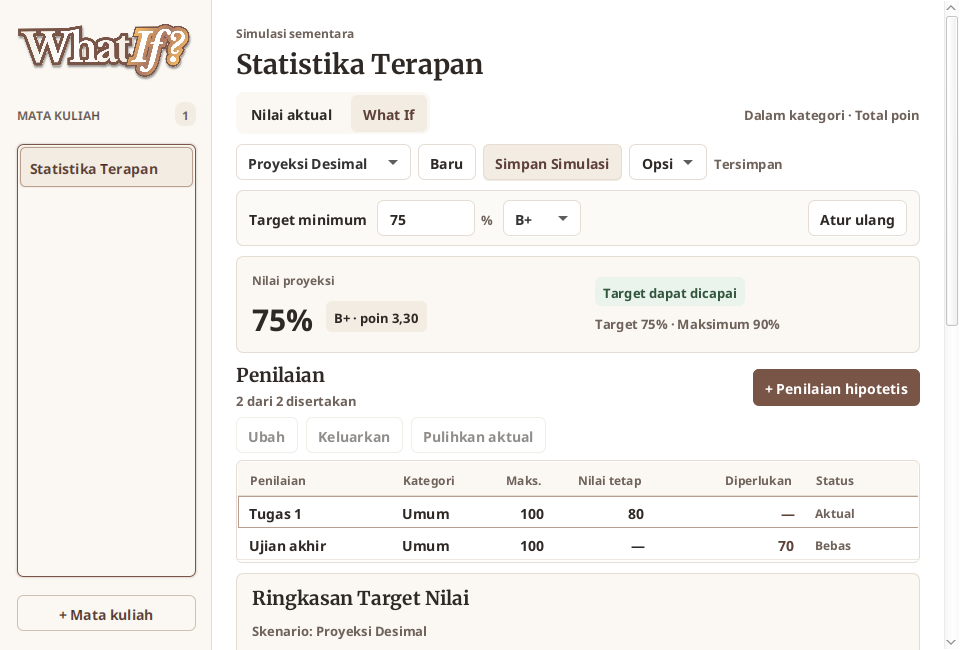 WhatIf?
MATA KULIAH 1
Statistika Terapan
+ Mata kuliah
Simulasi sementara
Statistika Terapan
Nilai aktual What If Dalam kategori · Total poin
Proyeksi Desimal Baru Simpan Simulasi Opsi Tersimpan
Target minimum 75 % B+ Atur ulang
Nilai proyeksi
75% B+ · poin 3,30
Target dapat dicapai
Target 75% · Maksimum 90%
Penilaian
2 dari 2 disertakan
+ Penilaian hipotetis
Ubah Keluarkan Pulihkan aktual
Penilaian Kategori Maks. Nilai tetap Diperlukan Status
Tugas 1 Umum 100 80 — Aktual
Ujian akhir Umum 100 — 70 Bebas
Ringkasan Target Nilai
Skenario: Proyeksi Desimal